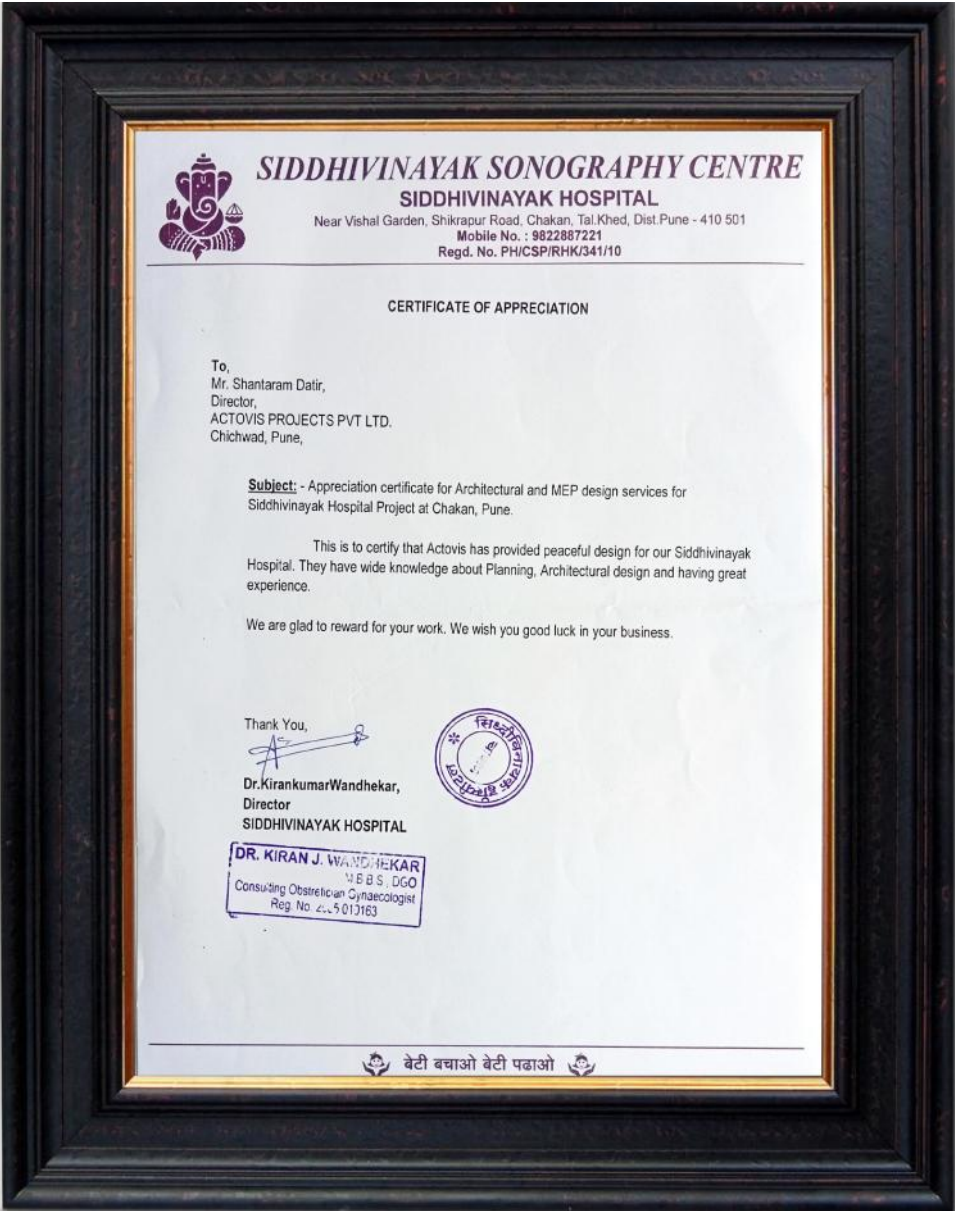 SIDDHIVINAYAK SONOGRAPHY CENTRE
SIDDHIVINAYAK HOSPITAL
Near Vishal Garden, Shikrapur Road, Chakan, Tal.Khed, Dist.Pune - 410 501
Mobile No. : 9822887221
Regd. No. PH/CSP/RHK/341/10
CERTIFICATE OF APPRECIATION
To,
Mr. Shantaram Datir,
Director,
ACTOVIS PROJECTS PVT LTD.
Chichwad, Pune,
Subject: - Appreciation certificate for Architectural and MEP design services for
Siddhivinayak Hospital Project at Chakan, Pune.
This is to certify that Actovis has provided peaceful design for our Siddhivinayak
Hospital. They have wide knowledge about Planning, Architectural design and having great
experience.
We are glad to reward for your work. We wish you good luck in your business.
Thank You,
Dr.KirankumarWandhekar,
Director
SIDDHIVINAYAK HOSPITAL
DR. KIRAN J. WANDHEKAR
M.B.B.S., DGO
Consulting Obstretician Gynaecologist
Reg. No.
सिध्दीविनायक हॉस्पीटल
बेटी बचाओ बेटी पढाओ